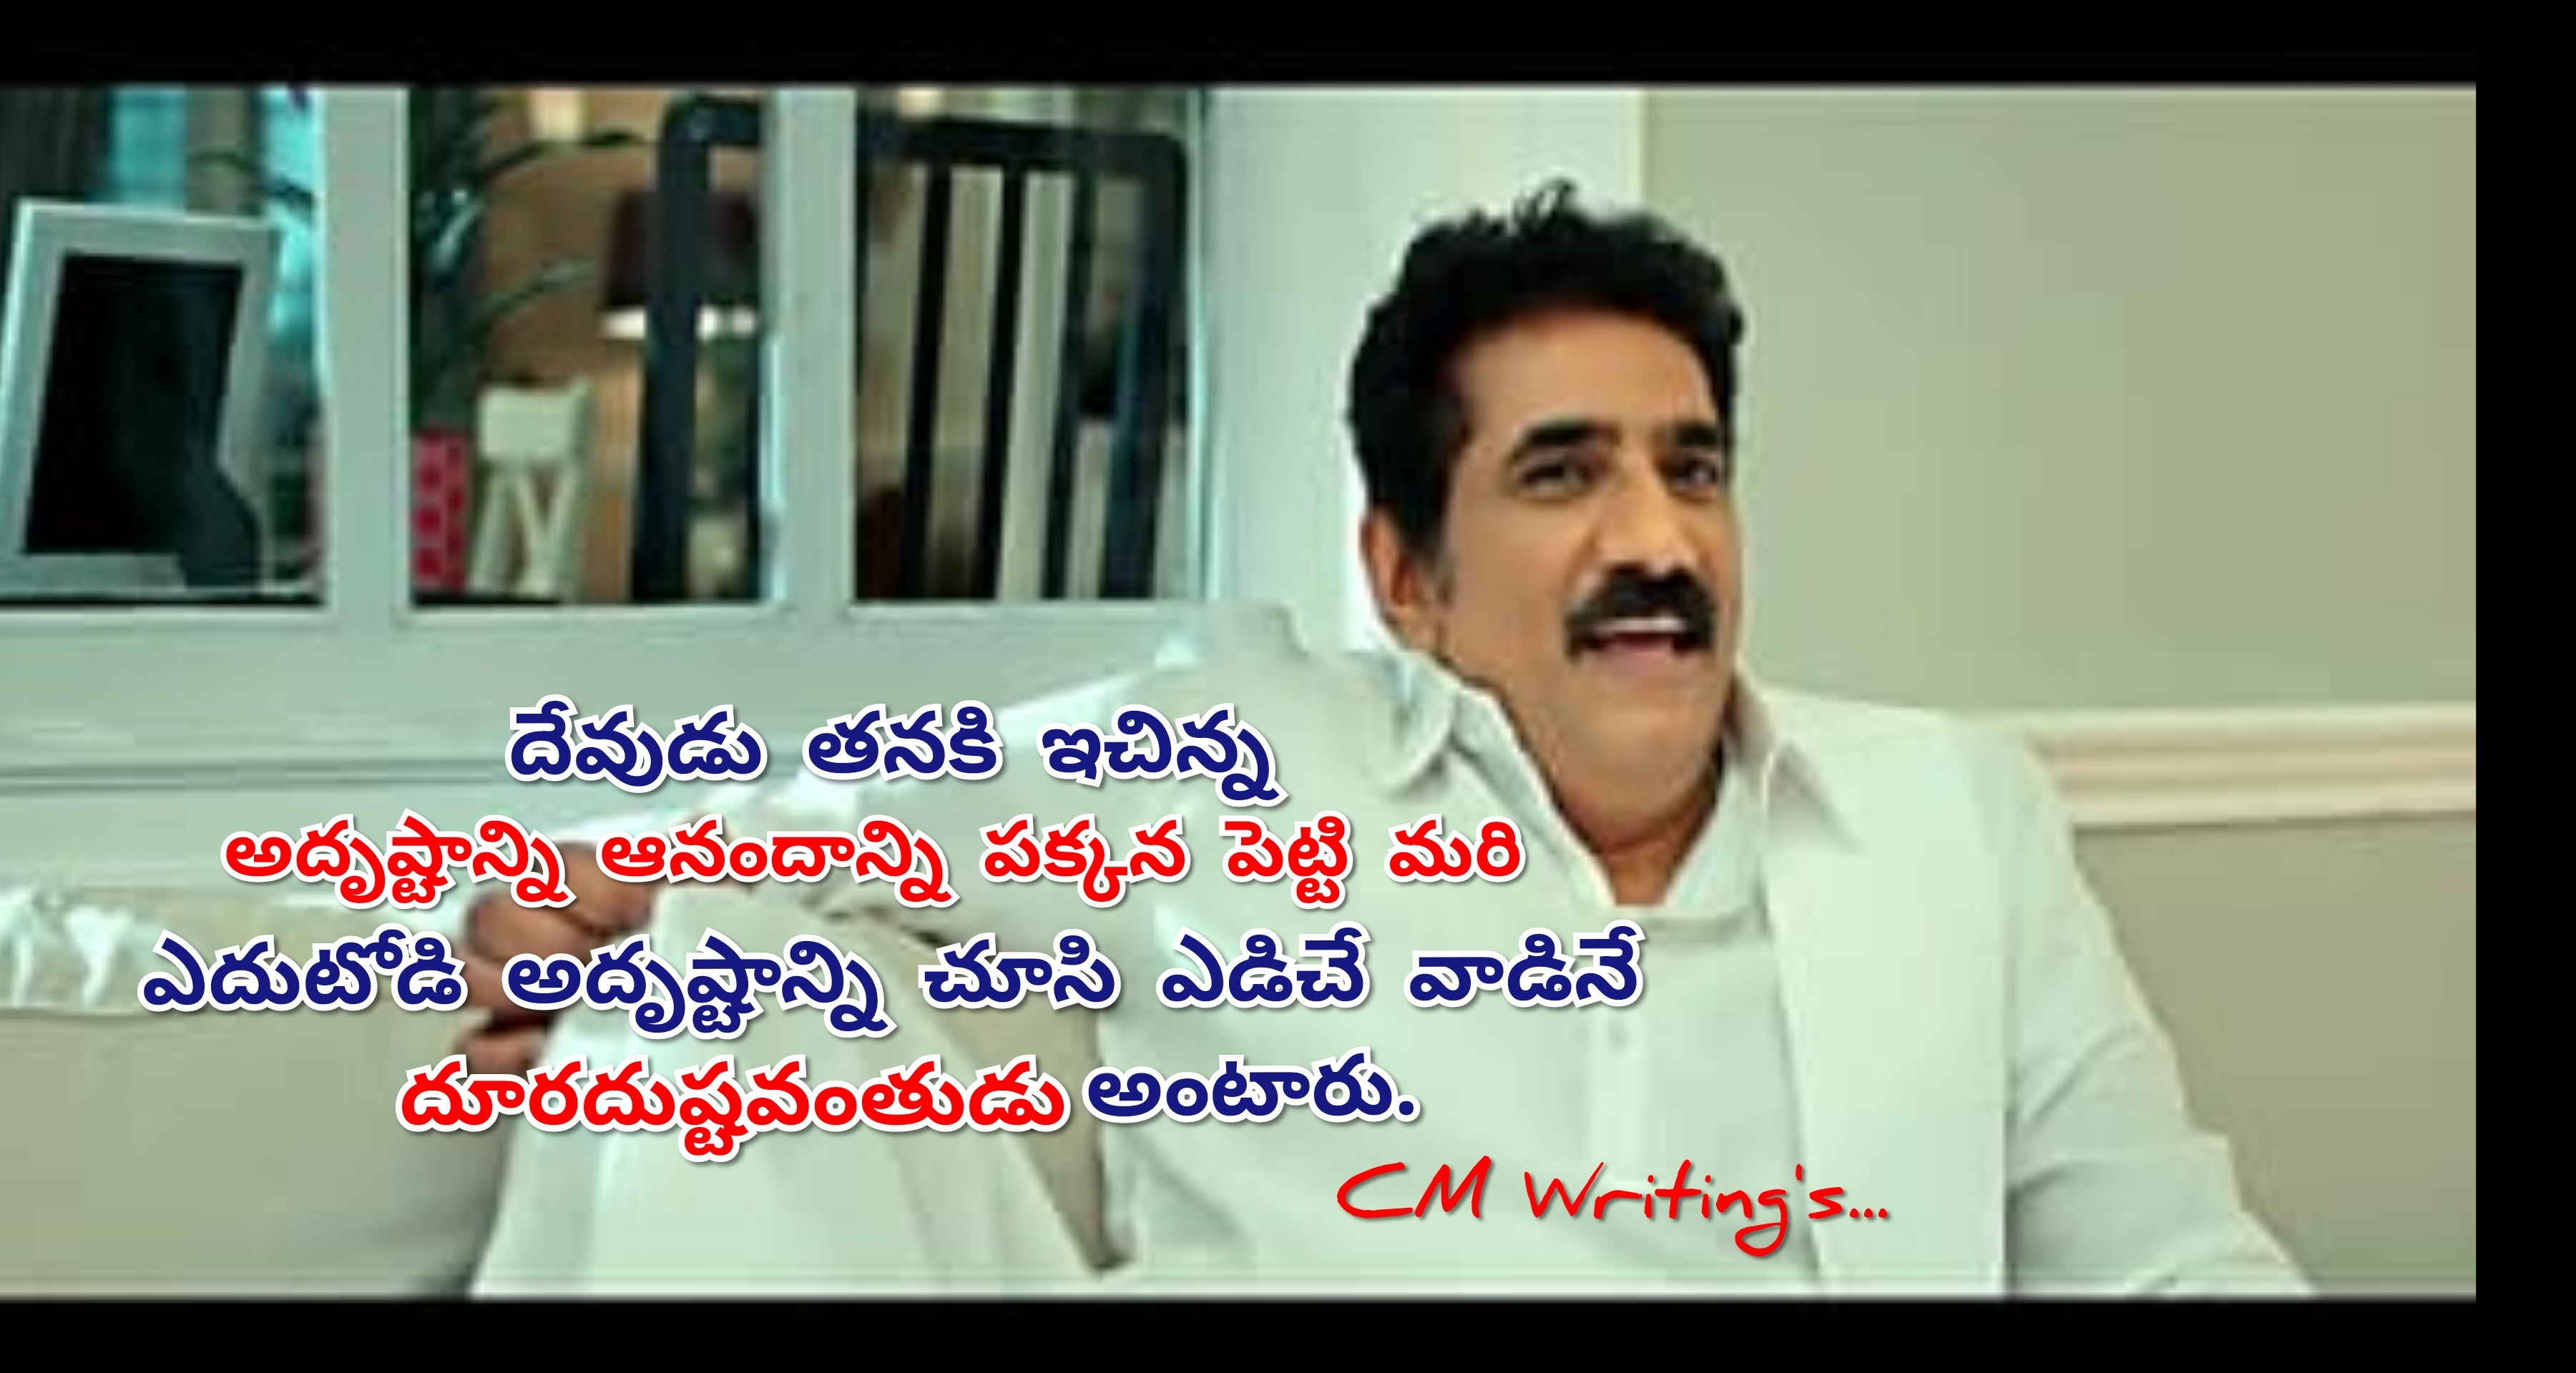 దేవుడు తనకి ఇచిన్న
అదృష్టాన్ని ఆనందాన్ని పక్కన పెట్టి మరి
ఎదుటోడి అదృష్టాన్ని చూసి ఎడిచే వాడినే
దూరదుష్టవంతుడు అంటారు.
CM Writing's...